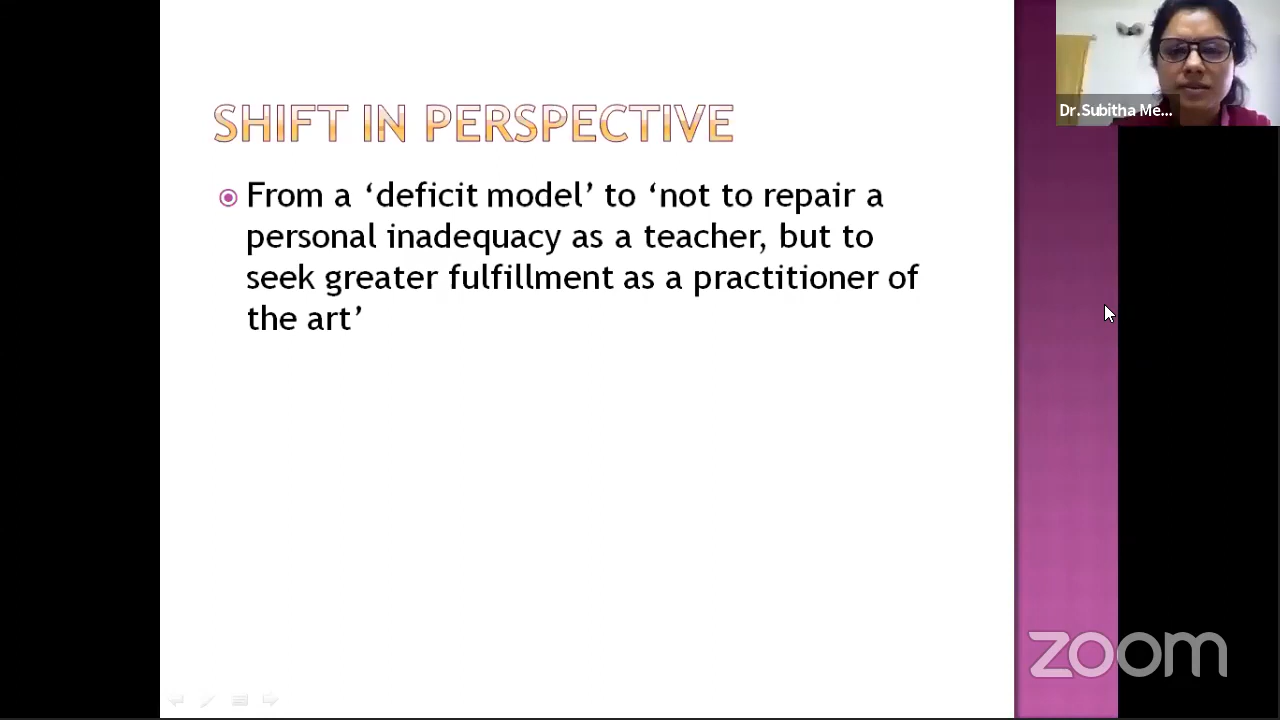 SHIFT IN PERSPECTIVE
From a ‘deficit model’ to ‘not to repair a
personal inadequacy as a teacher, but to
seek greater fulfillment as a practitioner of
the art’
Dr.Subitha Me...
zoom